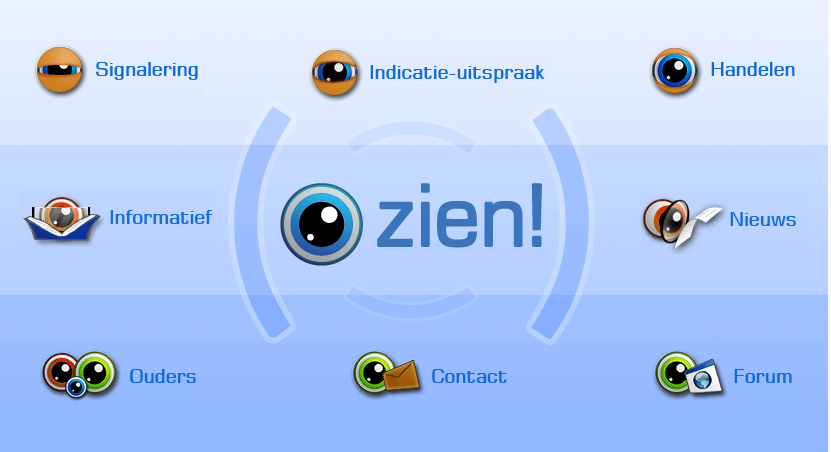 Signalering
Indicatie-uitspraak
Handelen
Informatief
zien!
Nieuws
Ouders
Contact
Forum